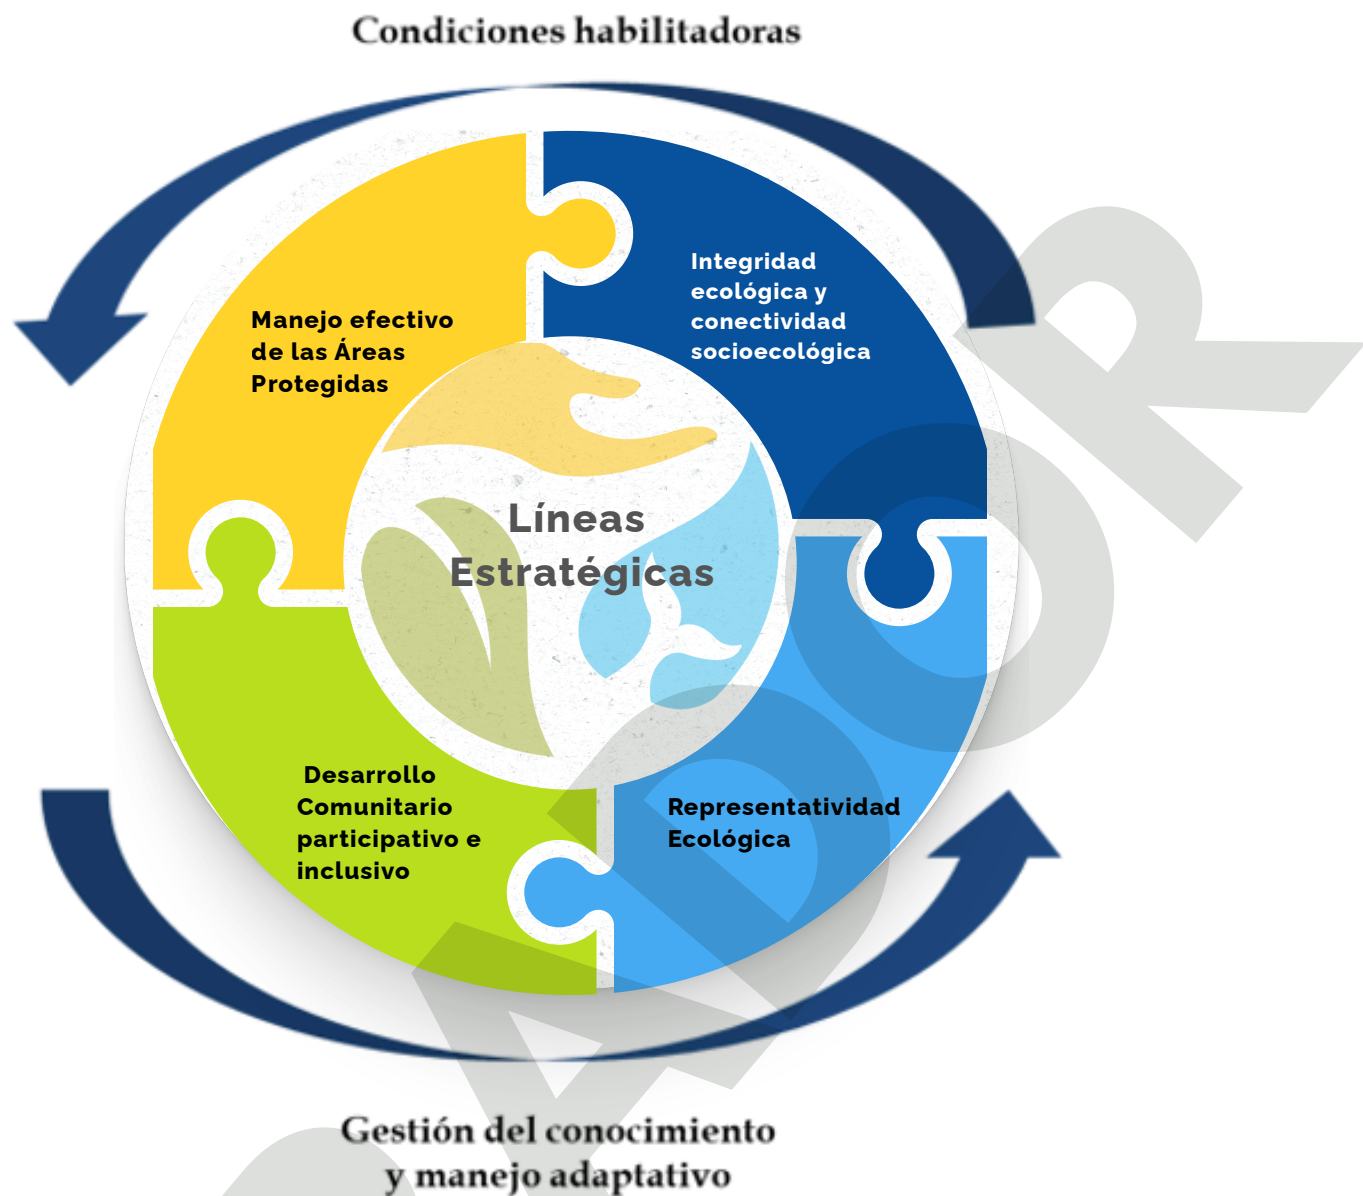 Condiciones habilitadoras
Manejo efectivo
de las Áreas
Protegidas
Integridad
ecológica y
conectividad
socioecológica
Líneas
Estratégicas
Desarrollo
Comunitario
participativo e
inclusivo
Representatividad
Ecológica
Gestión del conocimiento
y manejo adaptativo
ADOR